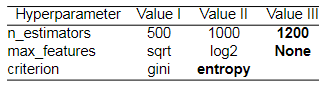 Hyperparameter Value I Value II Value III
n_estimators 500 1000 1200
max_features sqrt log2 None
criterion gini entropy